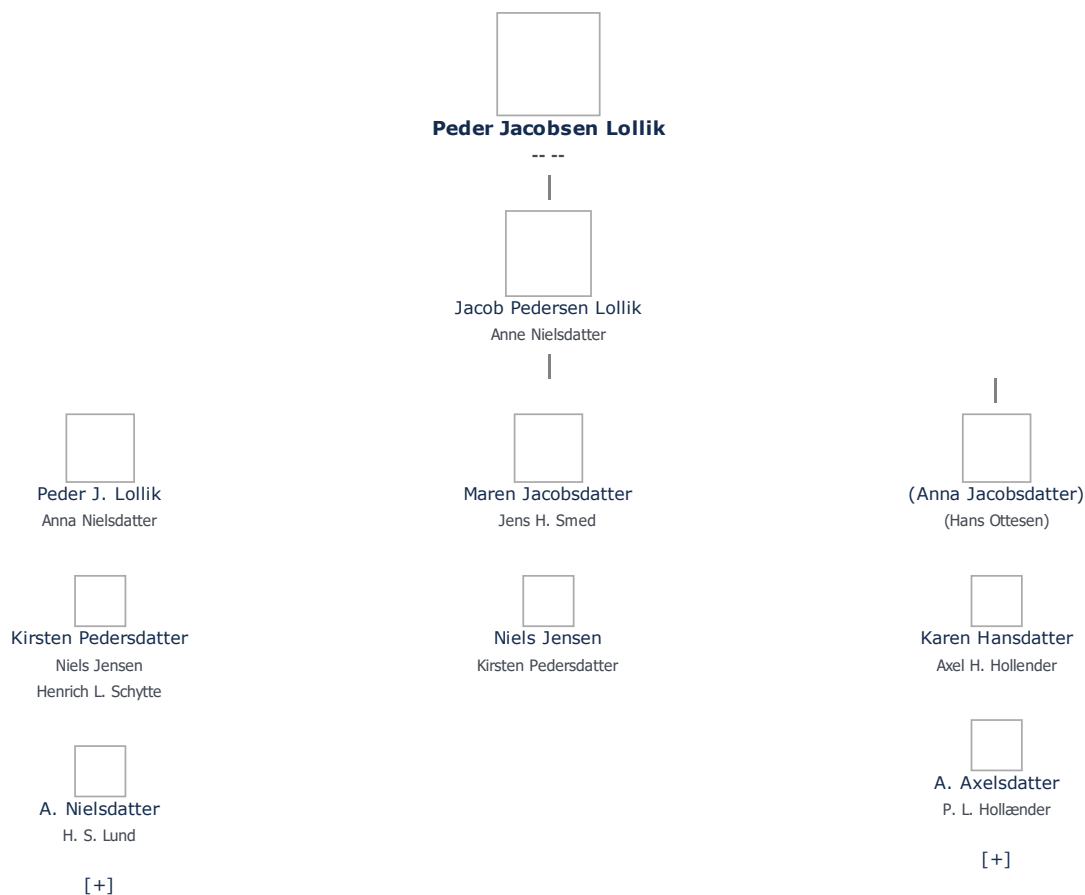 Peder Jacobsen Lollik
-- --
Jacob Pedersen Lollik
Anne Nielsdatter
Peder J. Lollik
Anna Nielsdatter
Maren Jacobsdatter
Jens H. Smed
(Anna Jacobsdatter)
(Hans Ottesen)
Kirsten Pedersdatter
Niels Jensen
Henrich L. Schytte
Niels Jensen
Kirsten Pedersdatter
Karen Hansdatter
Axel H. Hollender
A. Nielsdatter
H. S. Lund
[+]
A. Axelsdatter
P. L. Hollænder
[+]